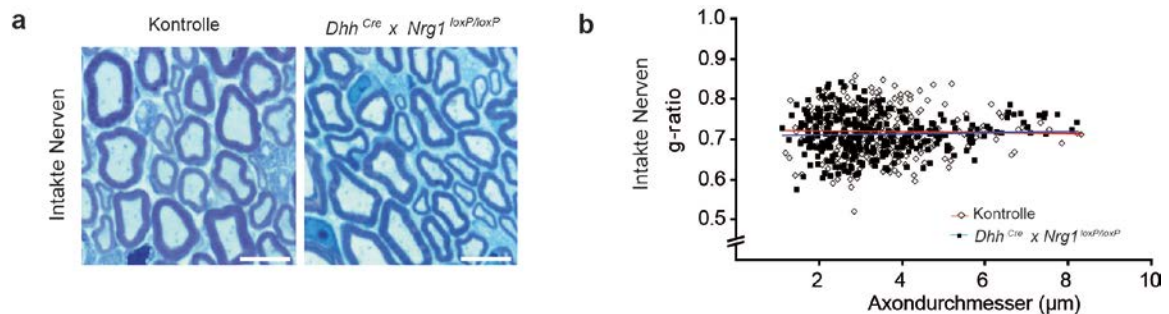 a
Kontrolle
Dhh Cre x Nrg1 loxP/loxP
Intakte Nerven
b
Intakte Nerven
g-ratio
1.0
0.9
0.8
0.7
0.6
0.5
Kontrolle
Dhh Cre x Nrg1 loxP/loxP
2
4
6
8
10
Axondurchmesser (µm)